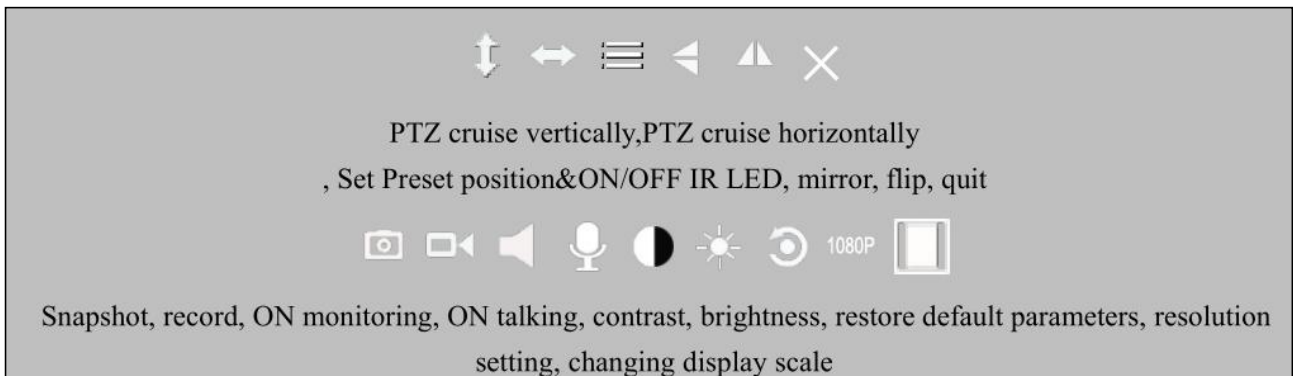 PTZ cruise vertically,PTZ cruise horizontally
, Set Preset position&ON/OFF IR LED, mirror, flip, quit
1080P
Snapshot, record, ON monitoring, ON talking, contrast, brightness, restore default parameters, resolution
setting, changing display scale